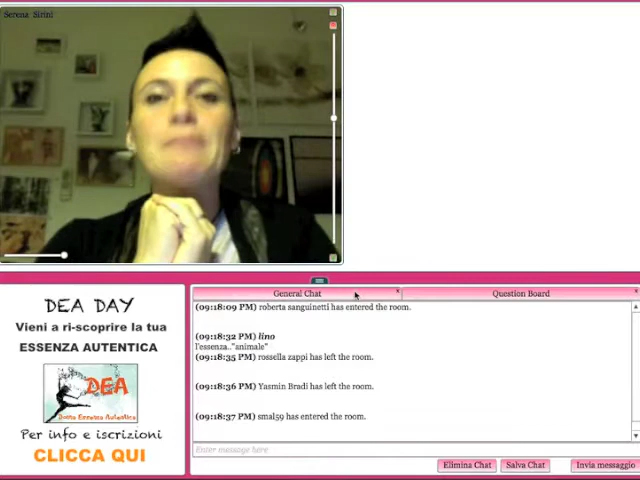 Serena Sirini
DEA DAY
Vieni a ri-scoprire la tua
ESSENZA AUTENTICA
DEA
Donna Essenza Autentica
Per info e iscrizioni
CLICCA QUI
General Chat
x
Question Board
x
(09:18:09 PM) roberta sanguinetti has entered the room.
(09:18:32 PM) lino
l'essenza.."animale"
(09:18:35 PM) rossella zappi has left the room.
(09:18:36 PM) Yasmin Bradi has left the room.
(09:18:37 PM) smal59 has entered the room.
Enter message here
Elimina Chat
Salva Chat
Invia messaggio